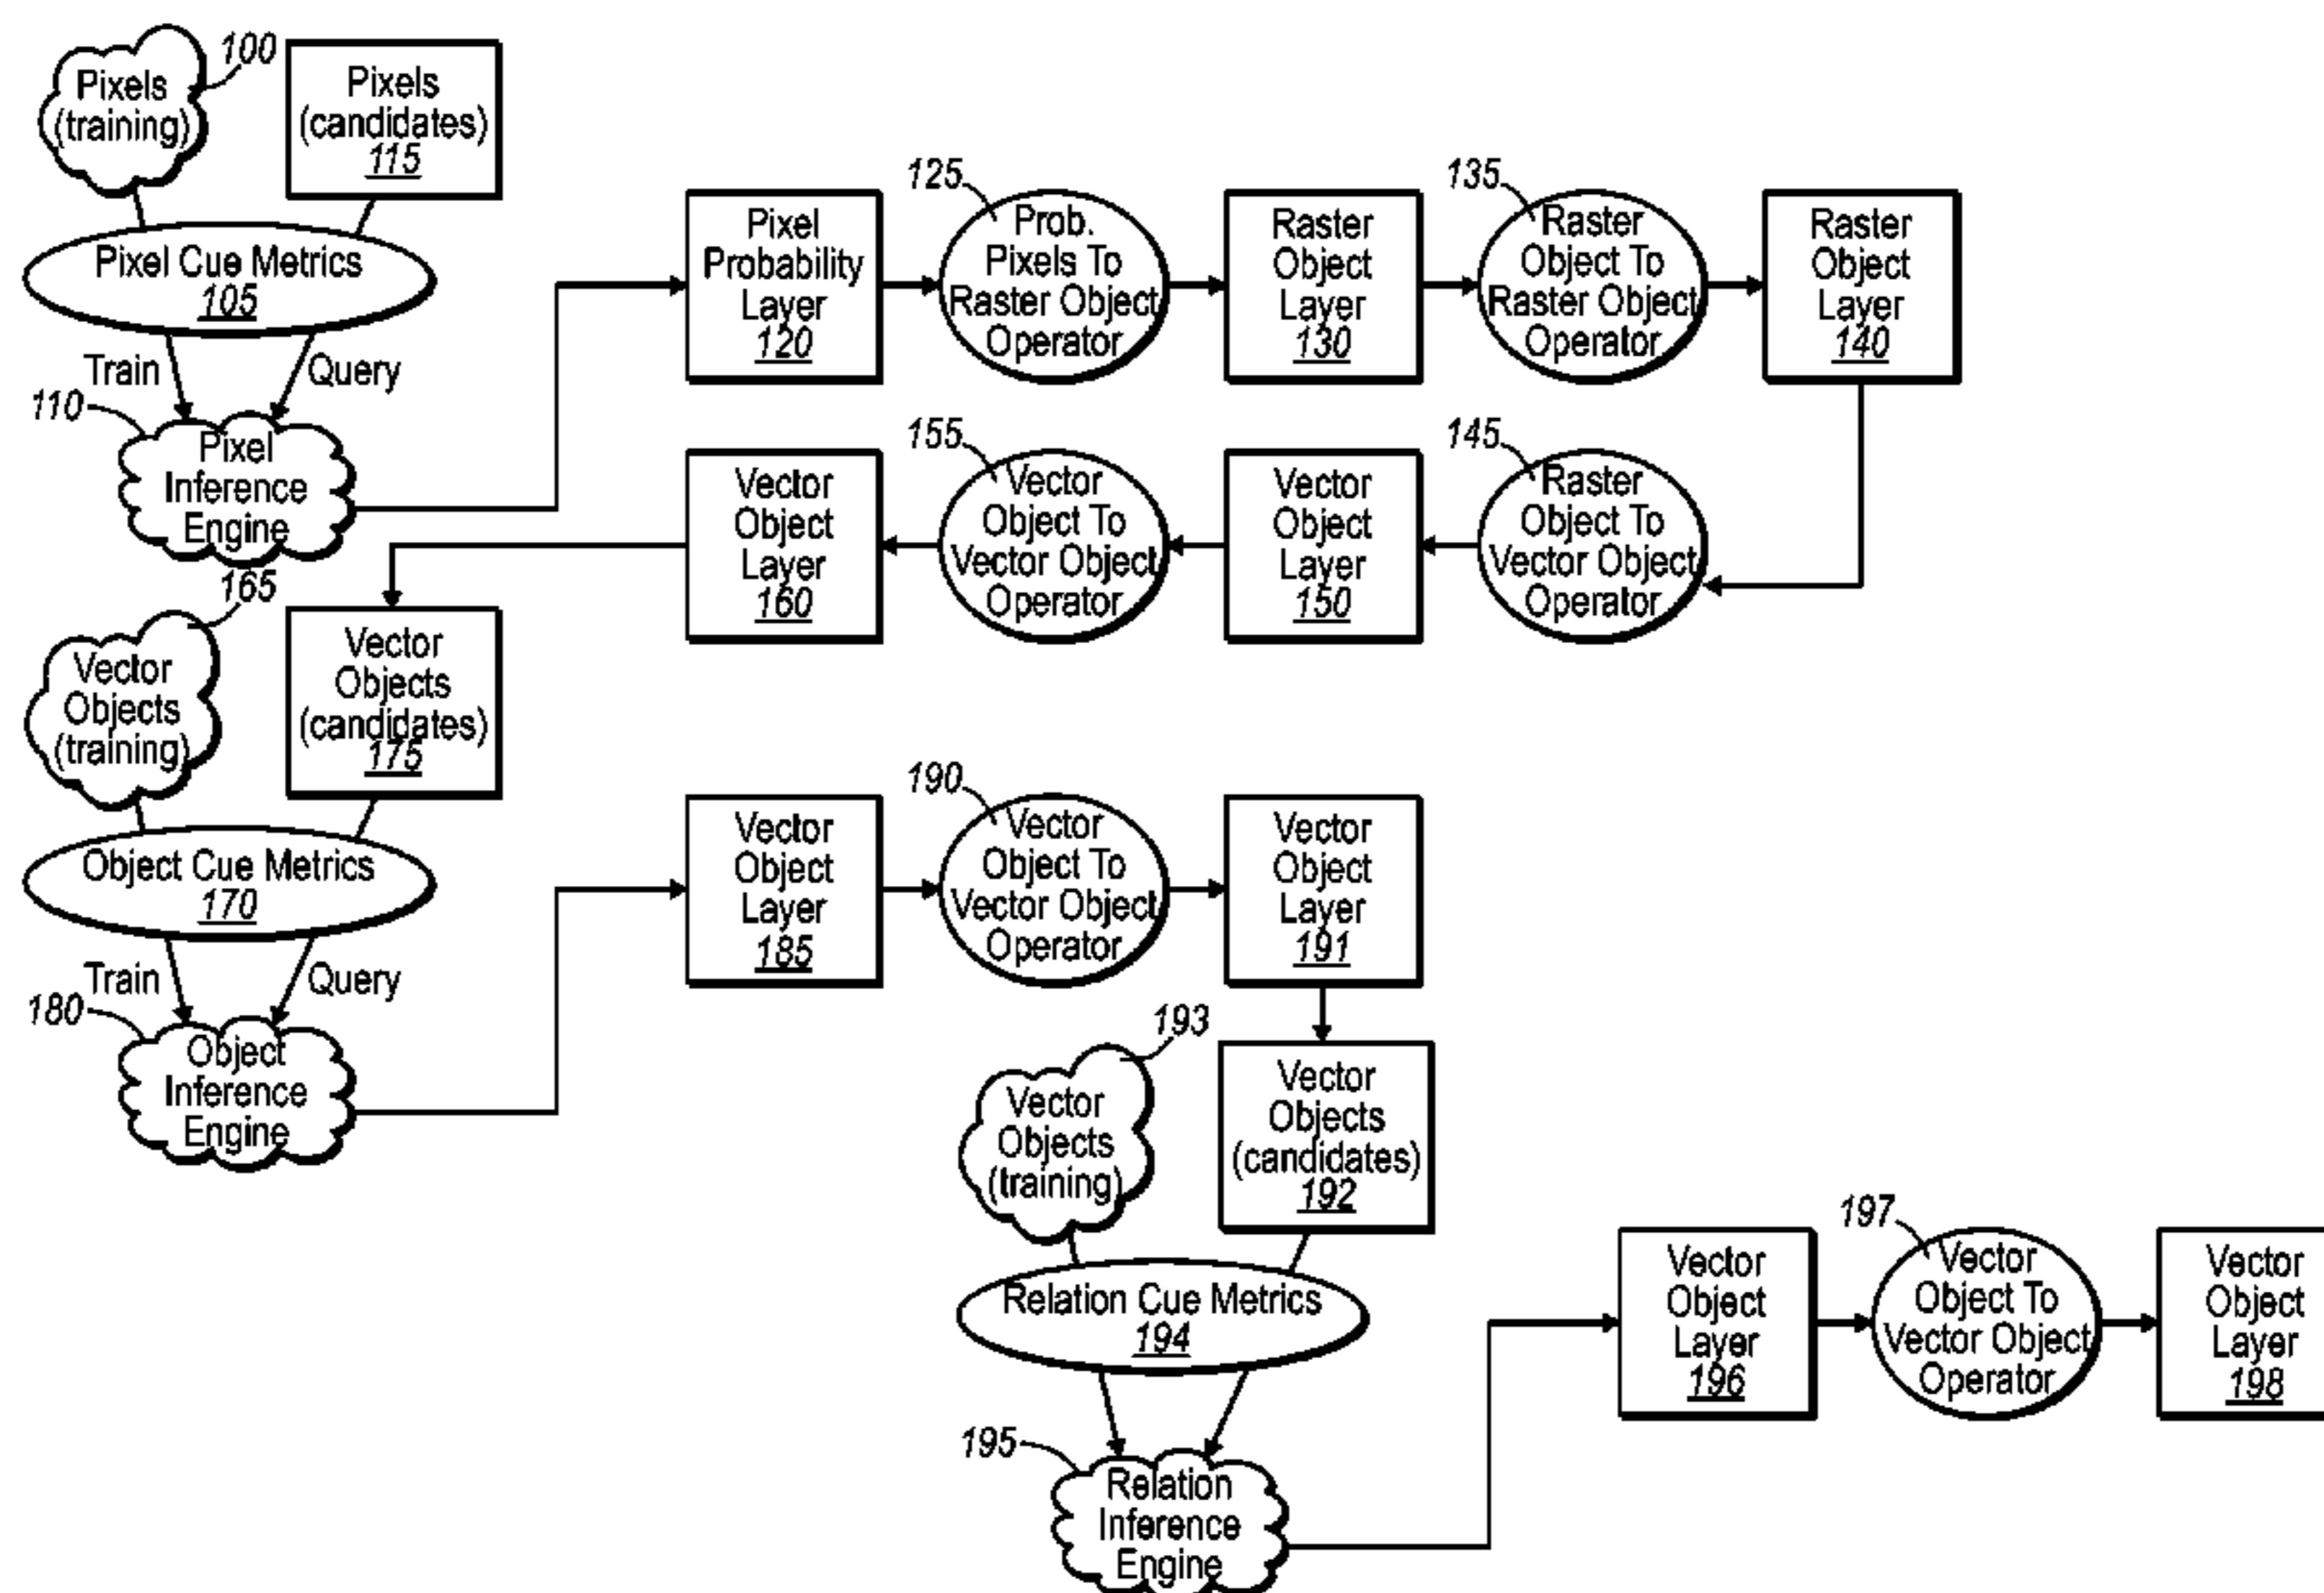 100
Pixels
(training)
Pixels
(candidates)
115
Pixel Cue Metrics
105
Train
Query
110
Pixel
Inference
Engine
Pixel
Probability
Layer
120
125
Prob.
Pixels To
Raster Object
Operator
Raster
Object
Layer
130
135
Raster
Object To
Raster Object
Operator
Raster
Object
Layer
140
145
Raster
Object To
Vector Object
Operator
Vector
Object
Layer
150
155
Vector
Object To
Vector Object
Operator
Vector
Object
Layer
160
165
Vector
Objects
(training)
Vector
Objects
(candidates)
175
Object Cue Metrics
170
Train
Query
180
Object
Inference
Engine
Vector
Object
Layer
185
190
Vector
Object To
Vector Object
Operator
Vector
Object
Layer
191
193
Vector
Objects
(training)
Vector
Objects
(candidates)
192
Relation Cue Metrics
194
195
Relation
Inference
Engine
Vector
Object
Layer
196
197
Vector
Object To
Vector Object
Operator
Vector
Object
Layer
198